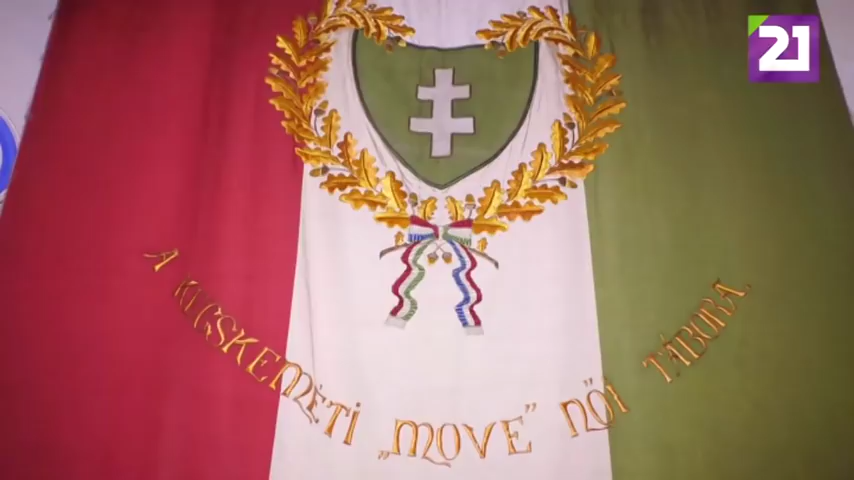 21
A KECSKEMÉTI „MOVE” NŐI TÁBORA.